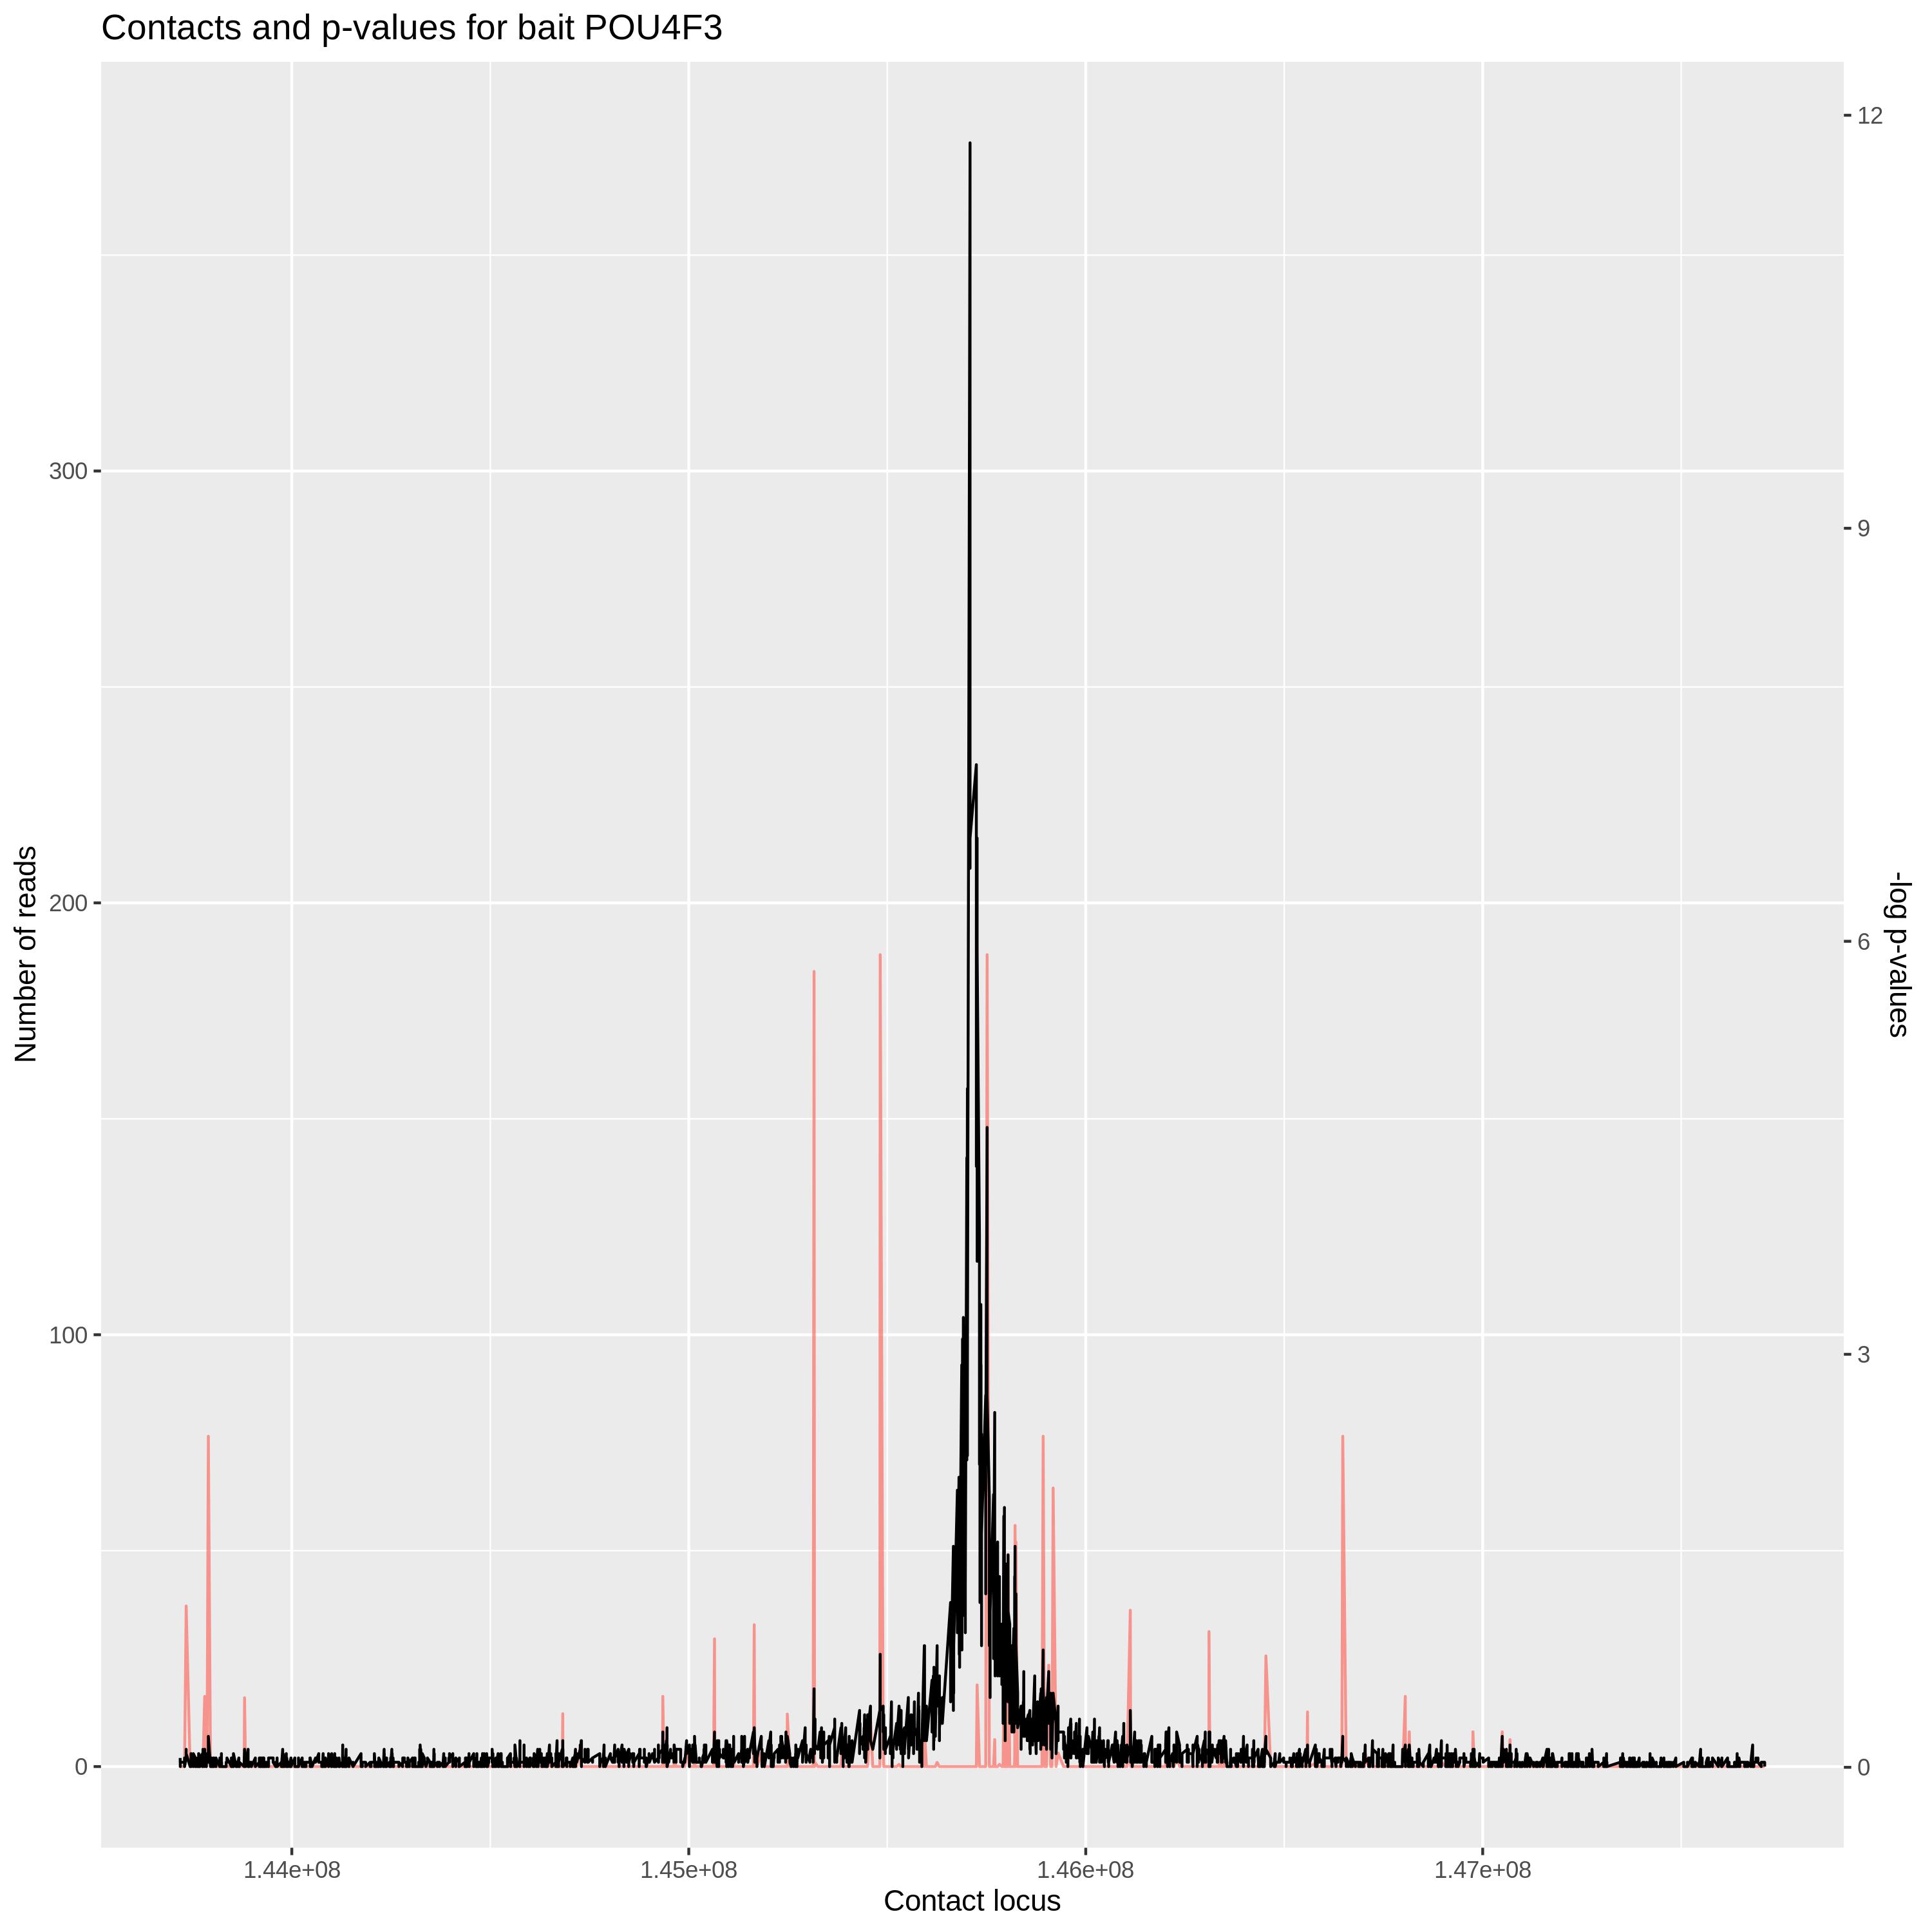 Contacts and p-values for bait POU4F3
Number of reads
300
200
100
0
12
9
6
3
0
-log p-values
1.44e+08
1.45e+08
1.46e+08
1.47e+08
Contact locus